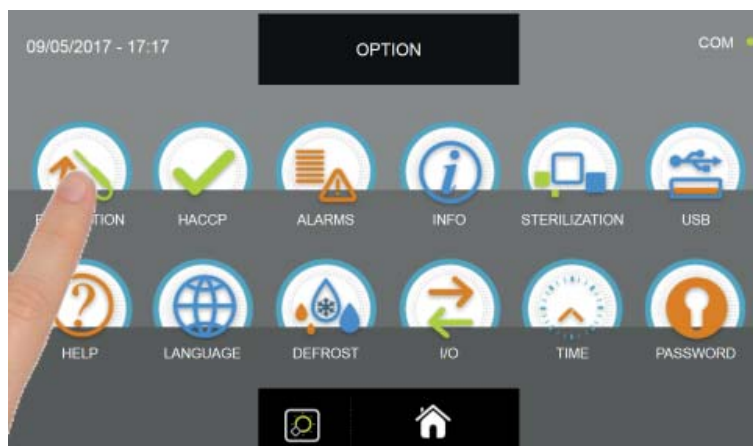 09/05/2017 - 17:17
OPTION
COM
HACCP
ALARMS
INFO
STERILIZATION
USB
HELP
LANGUAGE
DEFROST
I/O
TIME
PASSWORD